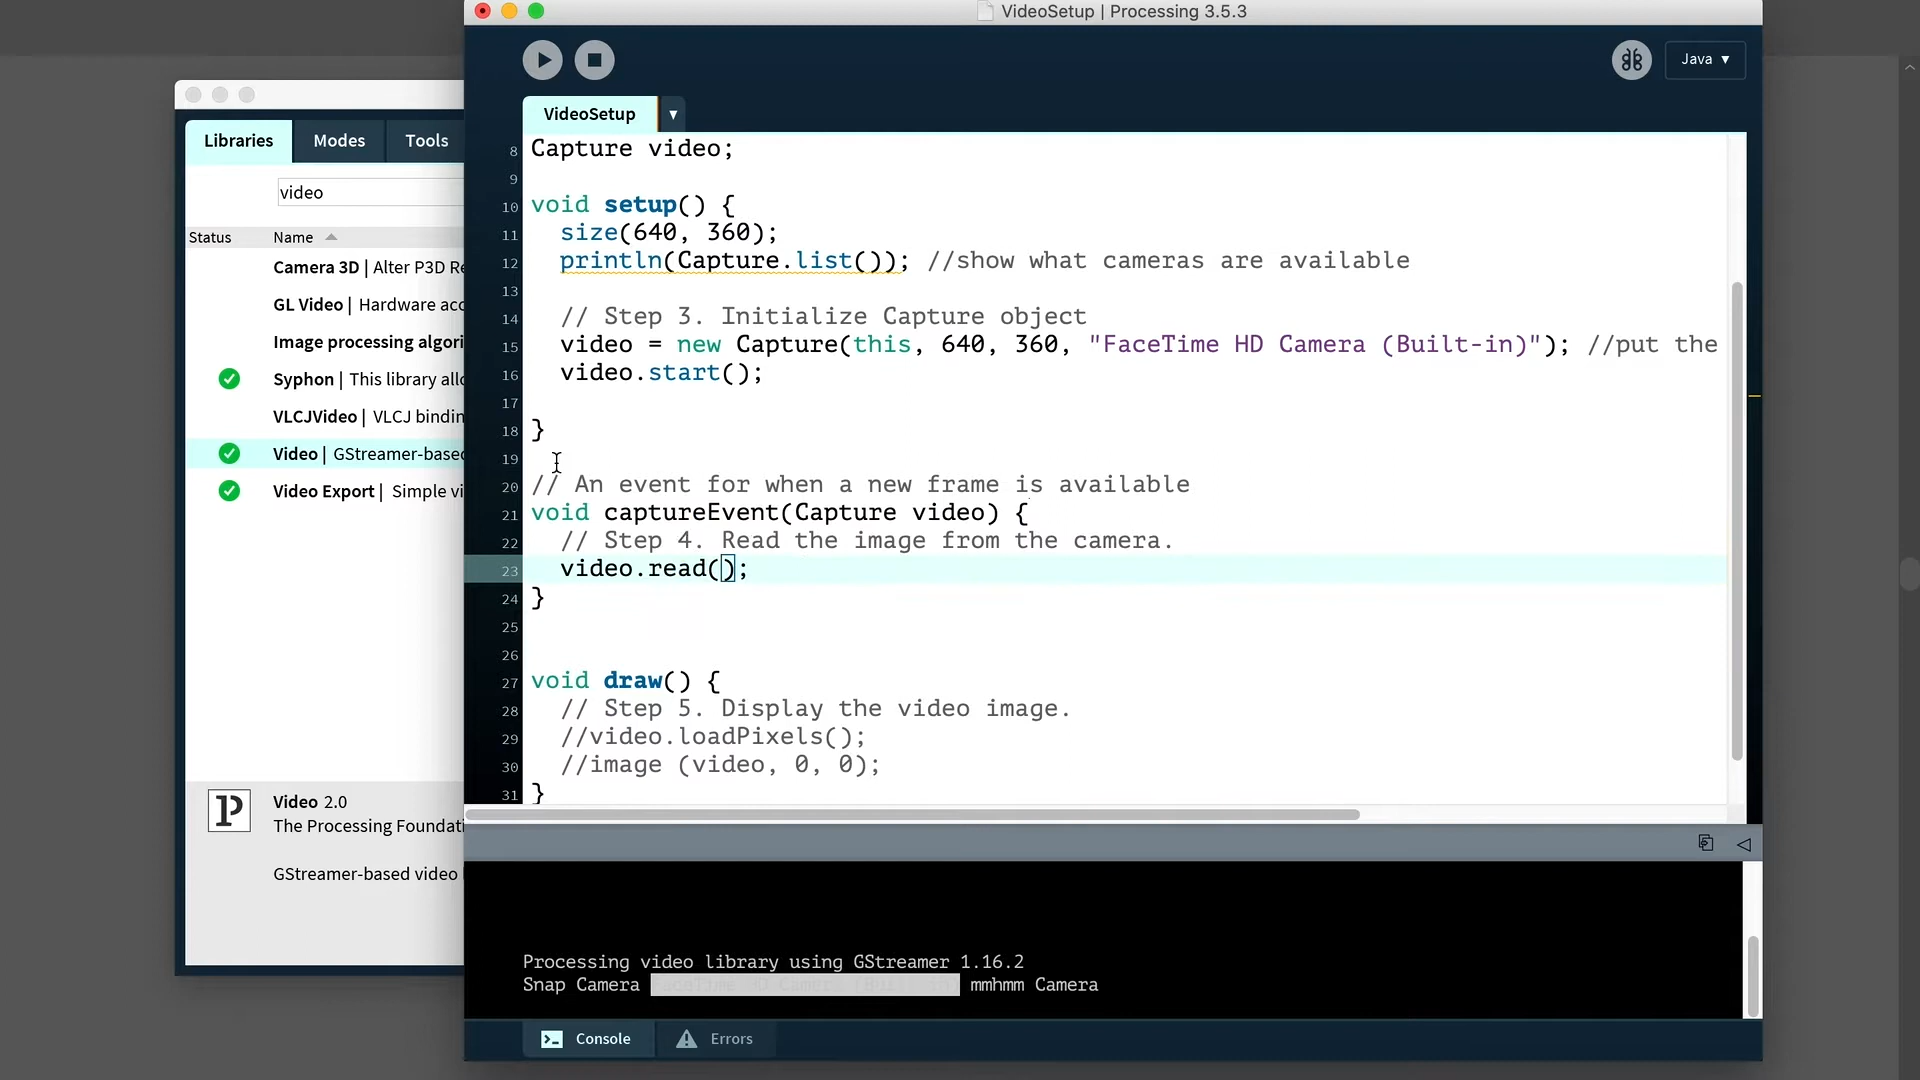 VideoSetup | Processing 3.5.3
Java ▼
Libraries Modes Tools
video
Status Name
Camera 3D | Alter P3D Re
GL Video | Hardware acc
Image processing algori
Syphon | This library allo
VLCJVideo | VLCJ bindin
Video | GStreamer-based
Video Export | Simple vi
P
Video 2.0
The Processing Foundati
GStreamer-based video
VideoSetup ▼
8 Capture video;
9
10 void setup() {
11 size(640, 360);
12 println(Capture.list()); //show what cameras are available
13
14 // Step 3. Initialize Capture object
15 video = new Capture(this, 640, 360, "FaceTime HD Camera (Built-in)"); //put the
16 video.start();
17
18 }
19
20 // An event for when a new frame is available
21 void captureEvent(Capture video) {
22 // Step 4. Read the image from the camera.
23 video.read();
24 }
25
26
27 void draw() {
28 // Step 5. Display the video image.
29 //video.loadPixels();
30 //image (video, 0, 0);
31 }
Processing video library using GStreamer 1.16.2
Snap Camera FaceTime HD Camera (Built-in) mmhmm Camera
Console Errors